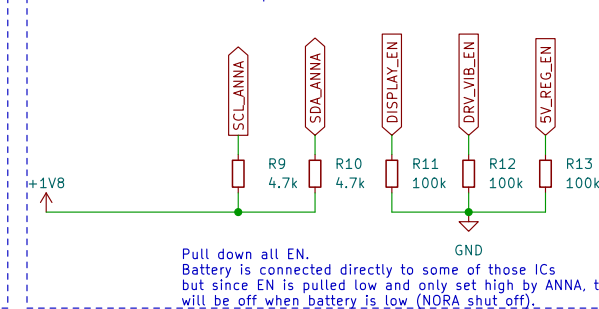 SCL_ANNA
SDA_ANNA
DISPLAY_EN
DRV_VIB_EN
5V_REG_EN
+1V8
R9
4.7k
R10
4.7k
R11
100k
R12
100k
R13
100k
GND
Pull down all EN.
Battery is connected directly to some of those ICs
but since EN is pulled low and only set high by ANNA, t
will be off when battery is low (NORA shut off).